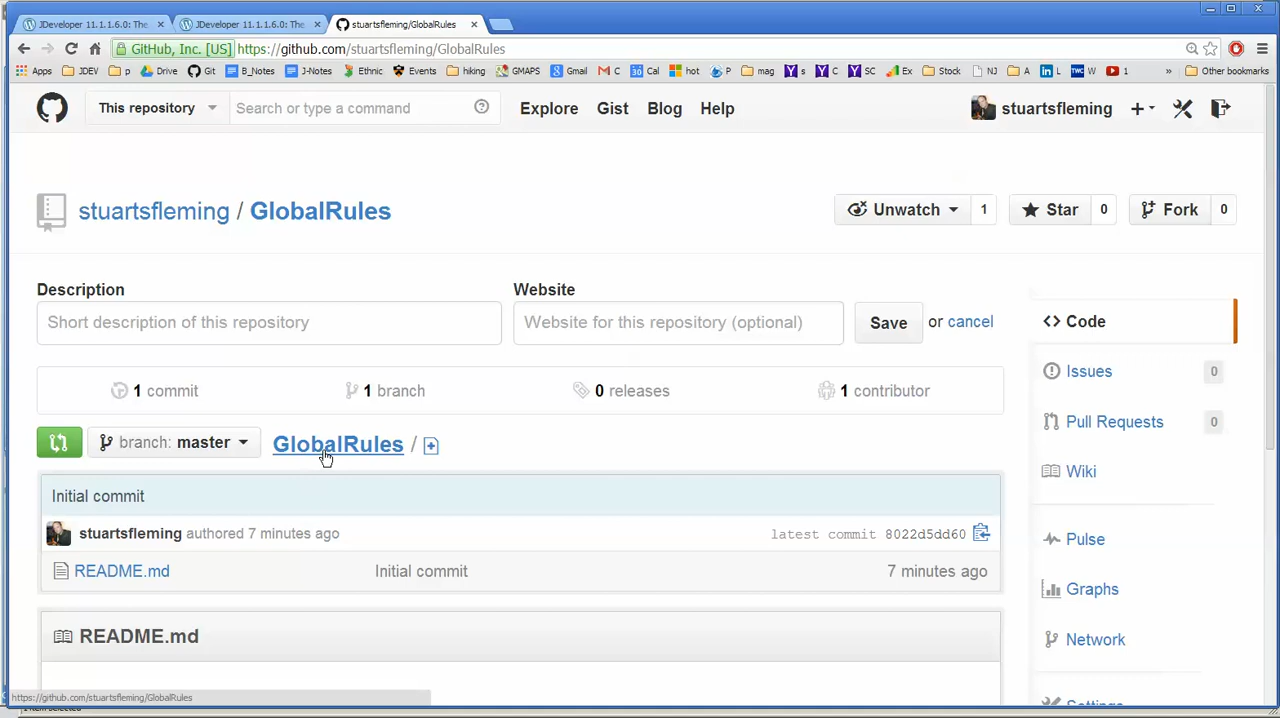 JDeveloper 11.1.1.6.0: The
JDeveloper 11.1.1.6.0: The
stuartsfleming/GlobalRules
GitHub, Inc. [US] https://github.com/stuartsfleming/GlobalRules
Apps JDEV p Drive Git B_Notes J-Notes Ethnic Events hiking GMAPS Gmail C Cal hot P mag s C SC Ex Stock NJ A L W 1 » Other bookmarks
This repository Search or type a command Explore Gist Blog Help stuartsfleming
stuartsfleming / GlobalRules
Unwatch 1 Star 0 Fork 0
Description Website
Short description of this repository Website for this repository (optional) Save or cancel
<> Code
1 commit 1 branch 0 releases 1 contributor
Issues 0
Pull Requests 0
Wiki
Pulse
Graphs
Network
branch: master GlobalRules /
Initial commit
stuartsfleming authored 7 minutes ago latest commit 8022d5dd60
README.md Initial commit 7 minutes ago
README.md
https://github.com/stuartsfleming/GlobalRules